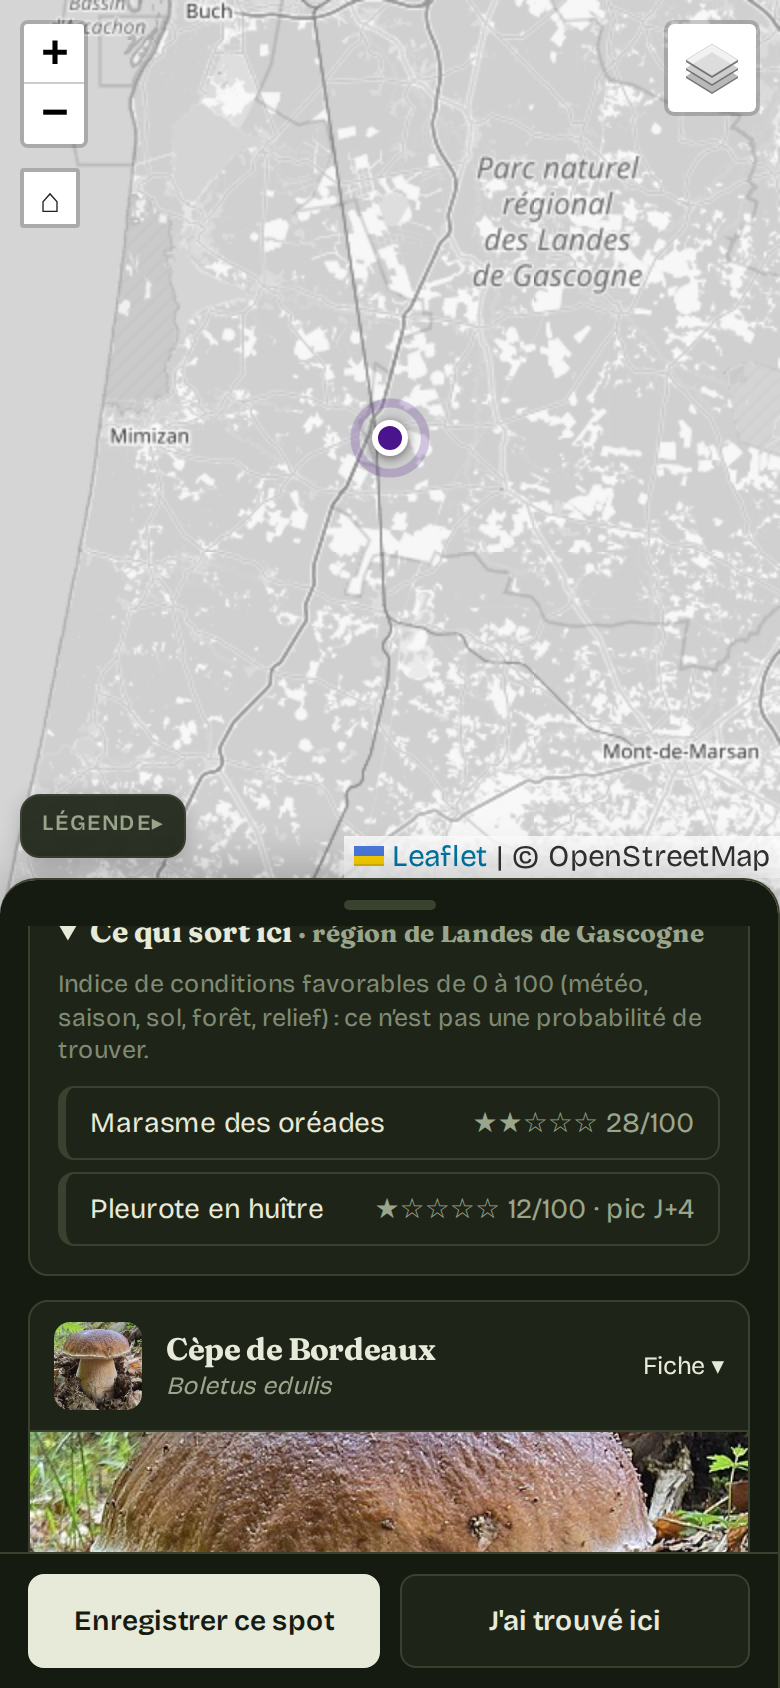 Bassin
d'Arcachon
Buch
+
−
⌂
Parc naturel
régional
des Landes
de Gascogne
Mimizan
Mont-de-Marsan
LÉGENDE▸
Leaflet | © OpenStreetMap
▼ Ce qui sort ici · région de Landes de Gascogne
Indice de conditions favorables de 0 à 100 (météo,
saison, sol, forêt, relief) : ce n’est pas une probabilité de
trouver.
Marasme des oréades ★★☆☆☆ 28/100
Pleurote en huître ★☆☆☆☆ 12/100 · pic J+4
Cèpe de Bordeaux
Boletus edulis
Fiche ▾
Enregistrer ce spot
J'ai trouvé ici